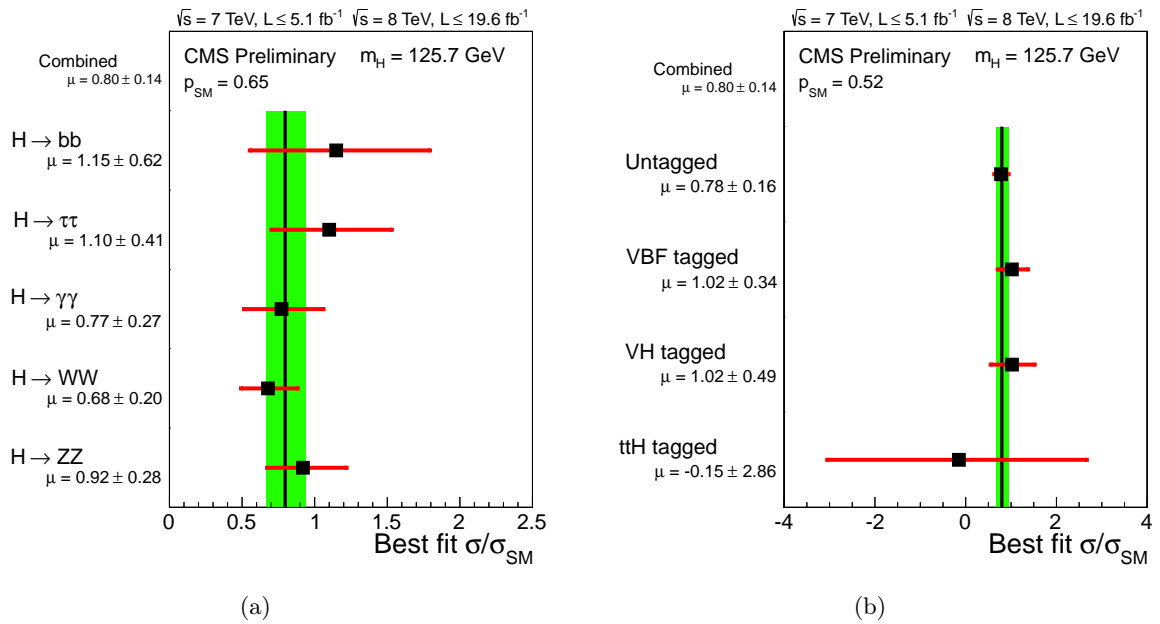 √s = 7 TeV, L ≤ 5.1 fb⁻¹ √s = 8 TeV, L ≤ 19.6 fb⁻¹
CMS Preliminary m_H = 125.7 GeV
p_SM = 0.65
Combined
μ = 0.80 ± 0.14
H → bb
μ = 1.15 ± 0.62
H → ττ
μ = 1.10 ± 0.41
H → γγ
μ = 0.77 ± 0.27
H → WW
μ = 0.68 ± 0.20
H → ZZ
μ = 0.92 ± 0.28
0 0.5 1 1.5 2 2.5
Best fit σ/σ_SM
(a)
√s = 7 TeV, L ≤ 5.1 fb⁻¹ √s = 8 TeV, L ≤ 19.6 fb⁻¹
CMS Preliminary m_H = 125.7 GeV
p_SM = 0.52
Combined
μ = 0.80 ± 0.14
Untagged
μ = 0.78 ± 0.16
VBF tagged
μ = 1.02 ± 0.34
VH tagged
μ = 1.02 ± 0.49
ttH tagged
μ = -0.15 ± 2.86
-4 -2 0 2 4
Best fit σ/σ_SM
(b)